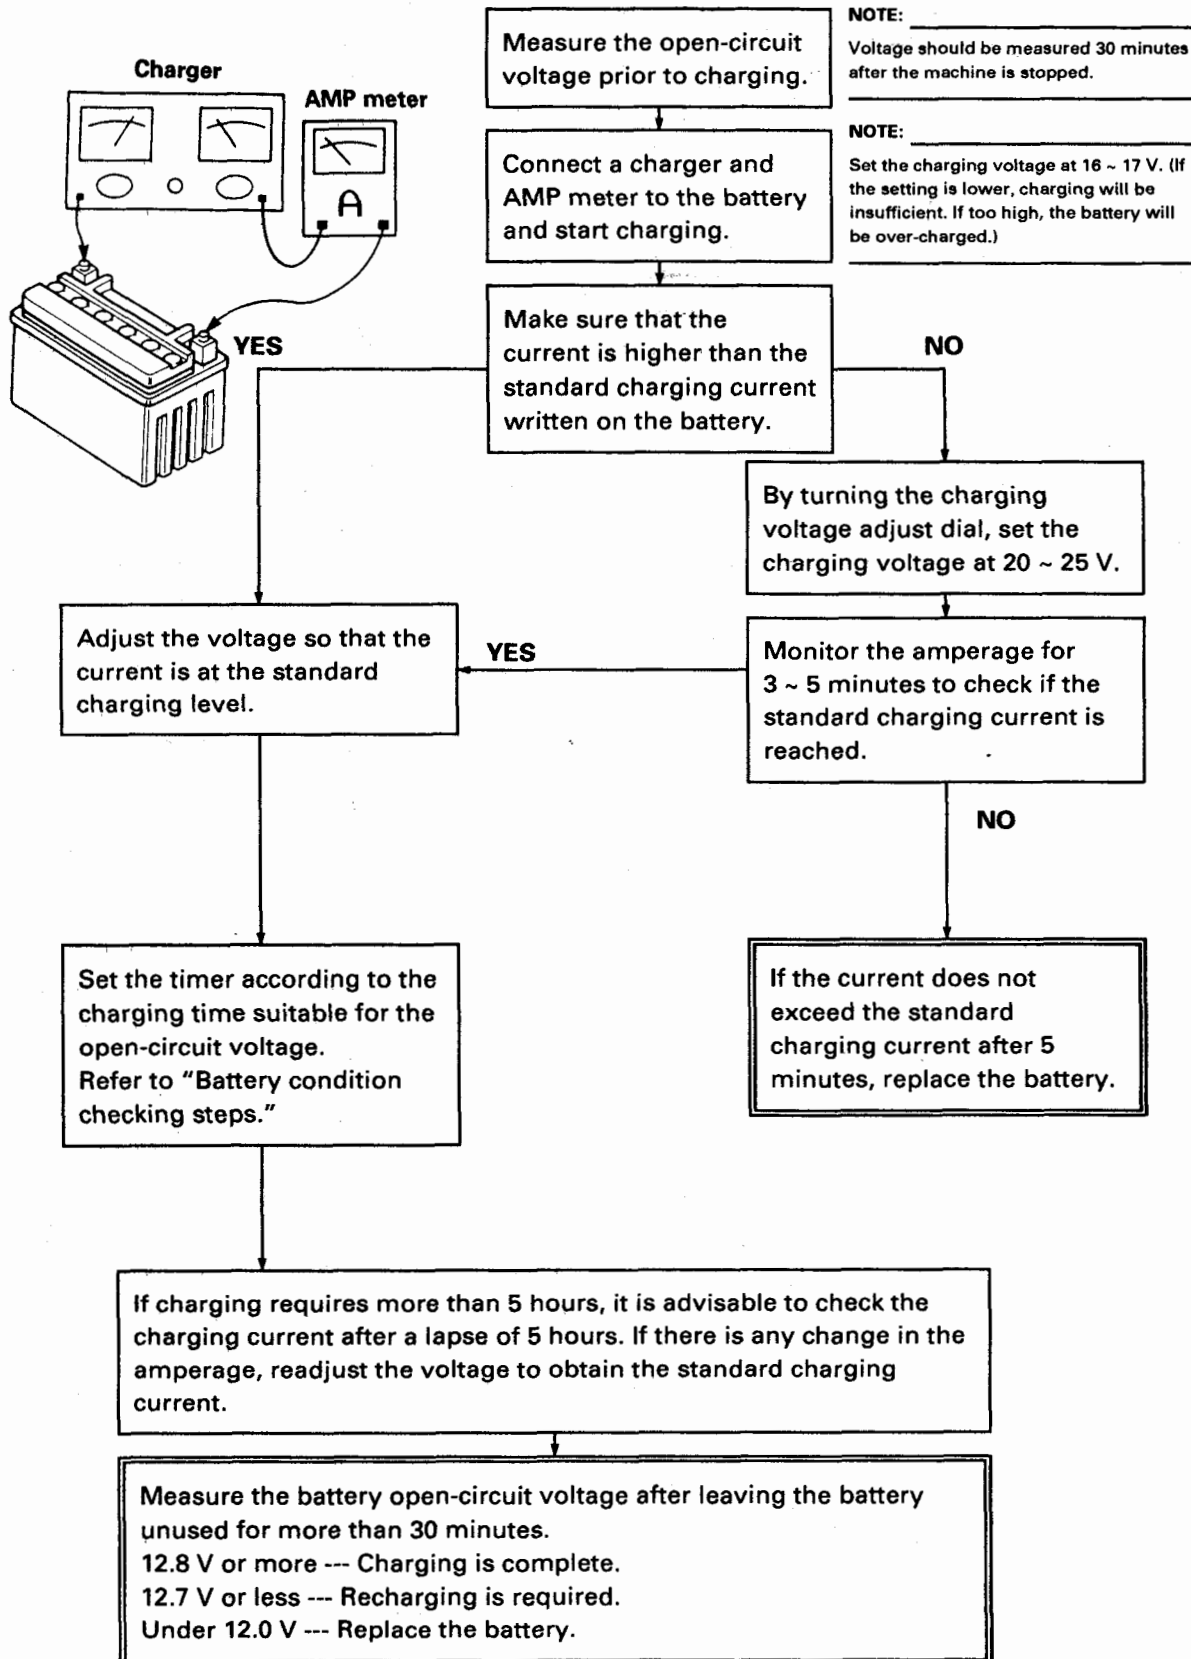 Charger
AMP meter
A
Measure the open-circuit
voltage prior to charging.
NOTE:
Voltage should be measured 30 minutes
after the machine is stopped.
Connect a charger and
AMP meter to the battery
and start charging.
NOTE:
Set the charging voltage at 16 ~ 17 V. (If
the setting is lower, charging will be
insufficient. If too high, the battery will
be over-charged.)
Make sure that the
current is higher than the
standard charging current
written on the battery.
YES
NO
By turning the charging
voltage adjust dial, set the
charging voltage at 20 ~ 25 V.
Adjust the voltage so that the
current is at the standard
charging level.
YES
Monitor the amperage for
3 ~ 5 minutes to check if the
standard charging current is
reached.
NO
Set the timer according to the
charging time suitable for the
open-circuit voltage.
Refer to "Battery condition
checking steps."
If the current does not
exceed the standard
charging current after 5
minutes, replace the battery.
If charging requires more than 5 hours, it is advisable to check the
charging current after a lapse of 5 hours. If there is any change in the
amperage, readjust the voltage to obtain the standard charging
current.
Measure the battery open-circuit voltage after leaving the battery
unused for more than 30 minutes.
12.8 V or more --- Charging is complete.
12.7 V or less --- Recharging is required.
Under 12.0 V --- Replace the battery.